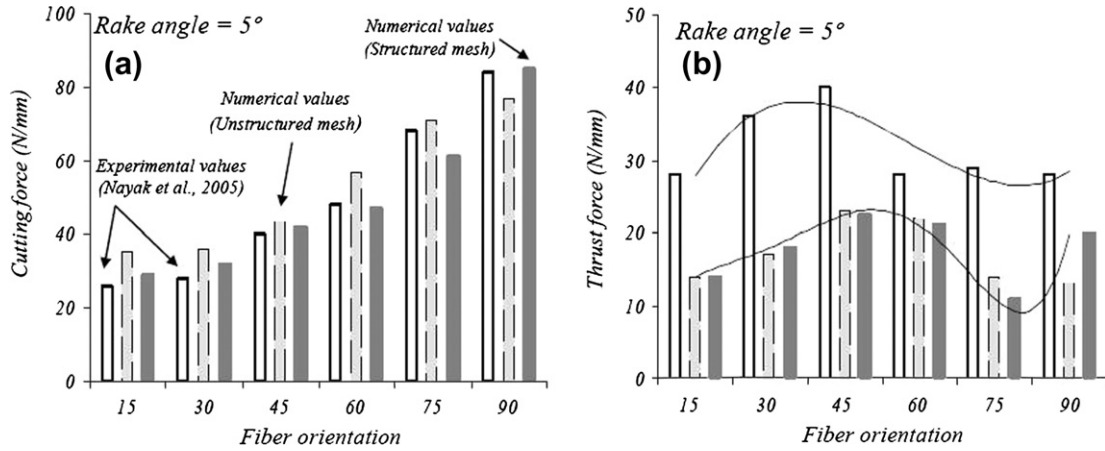 100
80
60
40
20
0
Cutting force (N/mm)
Rake angle = 5°
(a)
Numerical values
(Structured mesh)
Numerical values
(Unstructured mesh)
Experimental values
(Nayak et al., 2005)
15 30 45 60 75 90
Fiber orientation
50
40
30
20
10
0
Thrust force (N/mm)
Rake angle = 5°
(b)
15 30 45 60 75 90
Fiber orientation